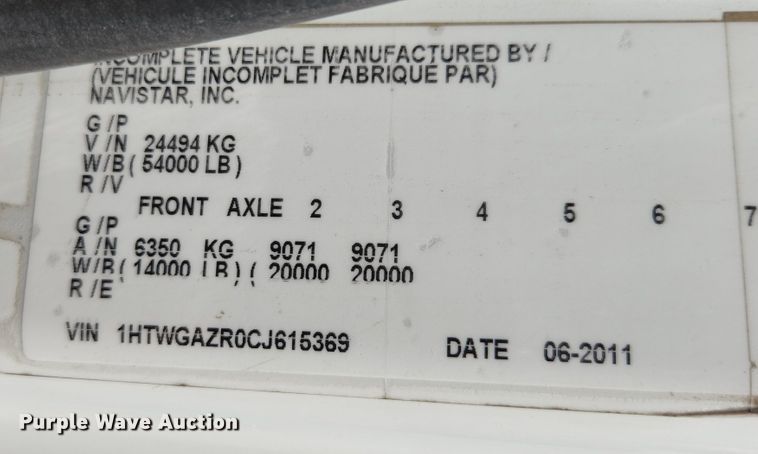 INCOMPLETE VEHICLE MANUFACTURED BY /
(VEHICULE INCOMPLET FABRIQUE PAR)
NAVISTAR, INC.
G /P
V /N 24494 KG
W/B ( 54000 LB )
R /V
FRONT AXLE 2 3 4 5 6 7
G /P
A /N 6350 KG 9071 9071
W/B ( 14000 LB ) ( 20000 20000
R /E
VIN 1HTWGAZR0CJ615369 DATE 06-2011
Purple Wave Auction